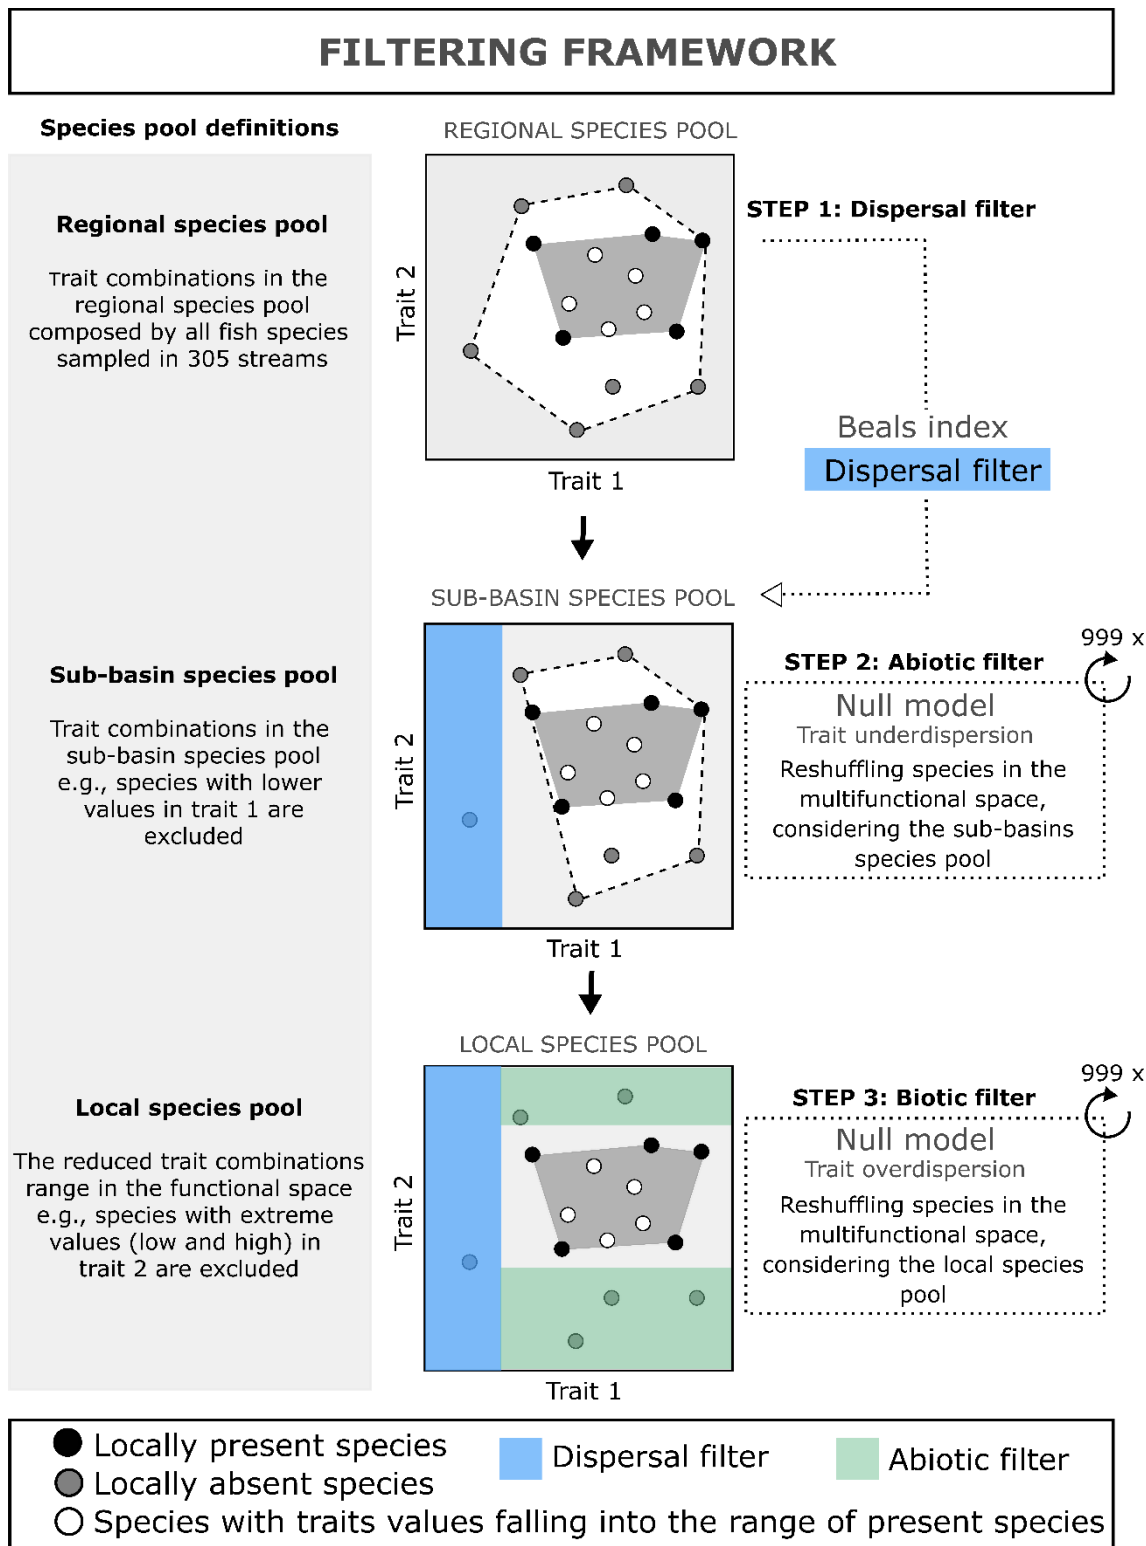 FILTERING FRAMEWORK
Species pool definitions
REGIONAL SPECIES POOL
Regional species pool
Trait combinations in the
regional species pool
composed by all fish species
sampled in 305 streams
Trait 2
Trait 1
STEP 1: Dispersal filter
Beals index
Dispersal filter
SUB-BASIN SPECIES POOL
Sub-basin species pool
Trait combinations in the
sub-basin species pool
e.g., species with lower
values in trait 1 are
excluded
Trait 2
Trait 1
999 x
STEP 2: Abiotic filter
Null model
Trait underdispersion
Reshuffling species in the
multifunctional space,
considering the sub-basins
species pool
LOCAL SPECIES POOL
Local species pool
The reduced trait combinations
range in the functional space
e.g., species with extreme
values (low and high) in
trait 2 are excluded
Trait 2
Trait 1
999 x
STEP 3: Biotic filter
Null model
Trait overdispersion
Reshuffling species in the
multifunctional space,
considering the local species
pool
Locally present species
Dispersal filter
Abiotic filter
Locally absent species
Species with traits values falling into the range of present species